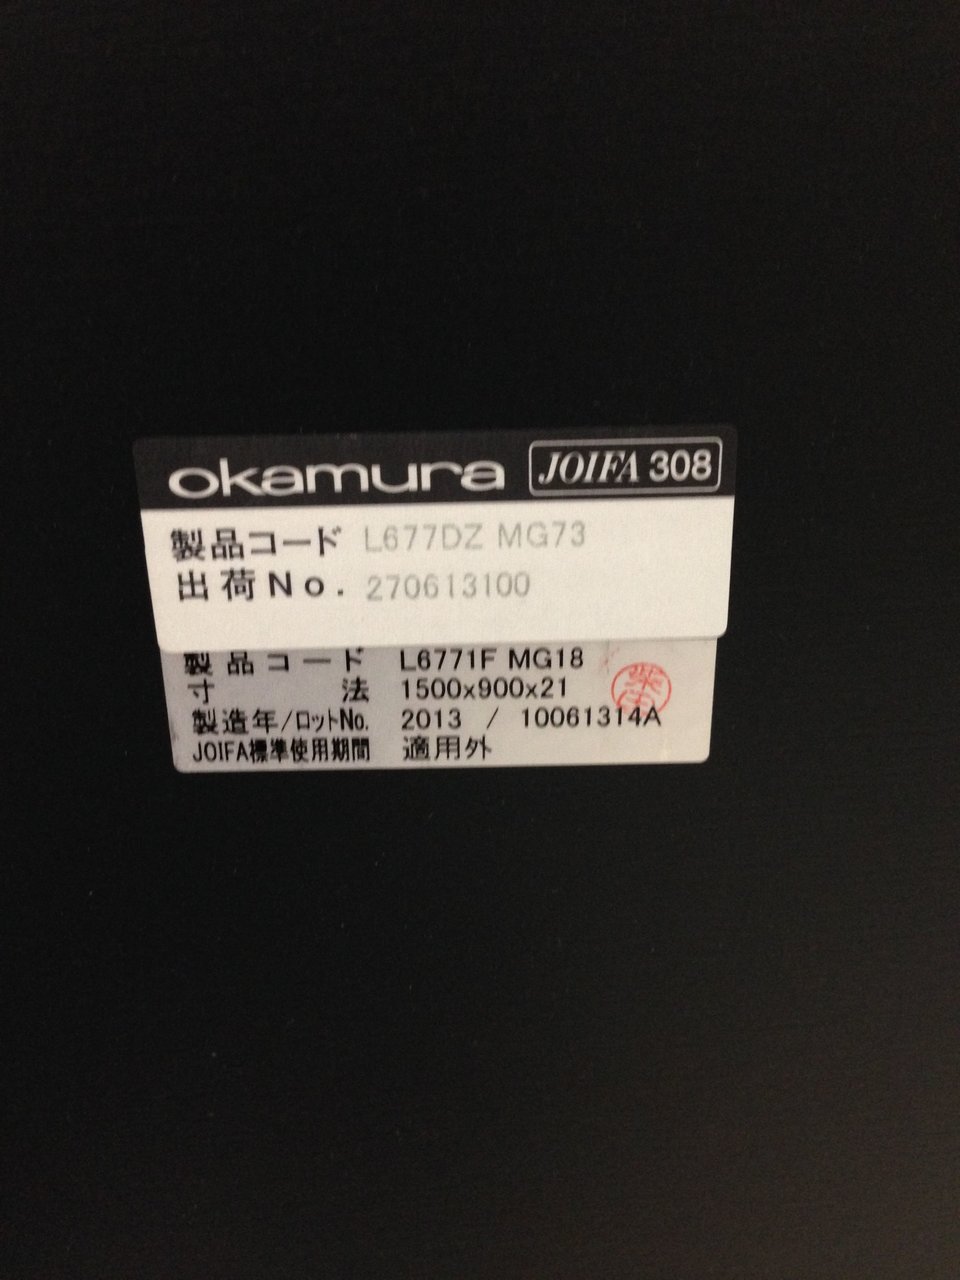 okamura JOIFA 308
製品コード L677DZ MG73
出荷No. 270613100
製品コード L6771F MG18
寸法 1500x900x21
製造年/ロットNo. 2013 / 10061314A
JOIFA標準使用期間 適用外